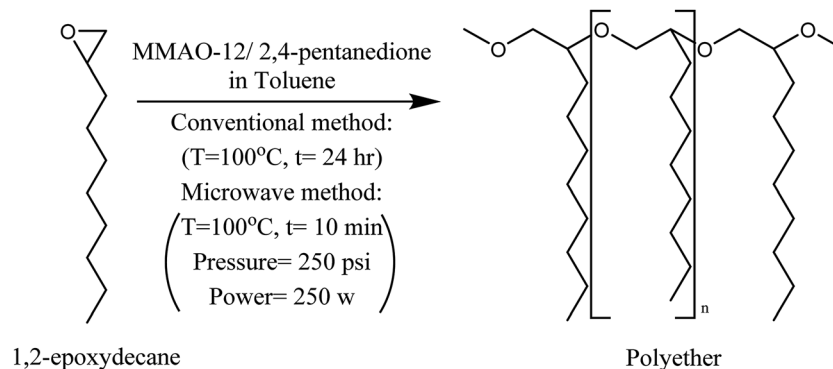 O
MMAO-12/ 2,4-pentanedione
in Toluene
Conventional method:
(T=100°C, t= 24 hr)
Microwave method:
(T=100°C, t= 10 min
Pressure= 250 psi
Power= 250 w)
1,2-epoxydecane
O O O O
n
Polyether